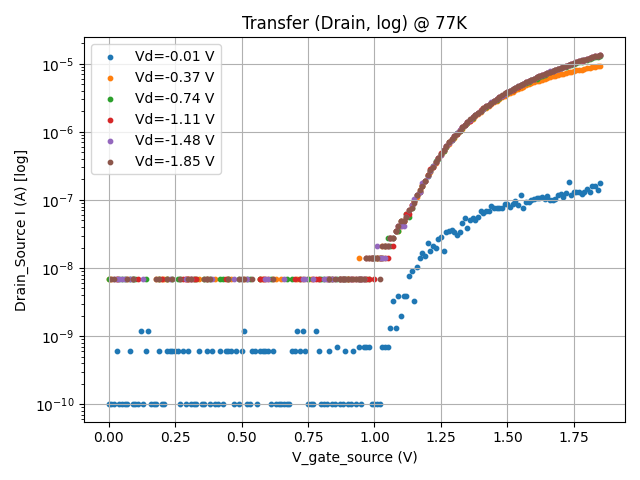 Transfer (Drain, log) @ 77K
Vd=-0.01 V
Vd=-0.37 V
Vd=-0.74 V
Vd=-1.11 V
Vd=-1.48 V
Vd=-1.85 V
Drain_Source I (A) [log]
10⁻⁵
10⁻⁶
10⁻⁷
10⁻⁸
10⁻⁹
10⁻¹⁰
0.00 0.25 0.50 0.75 1.00 1.25 1.50 1.75
V_gate_source (V)